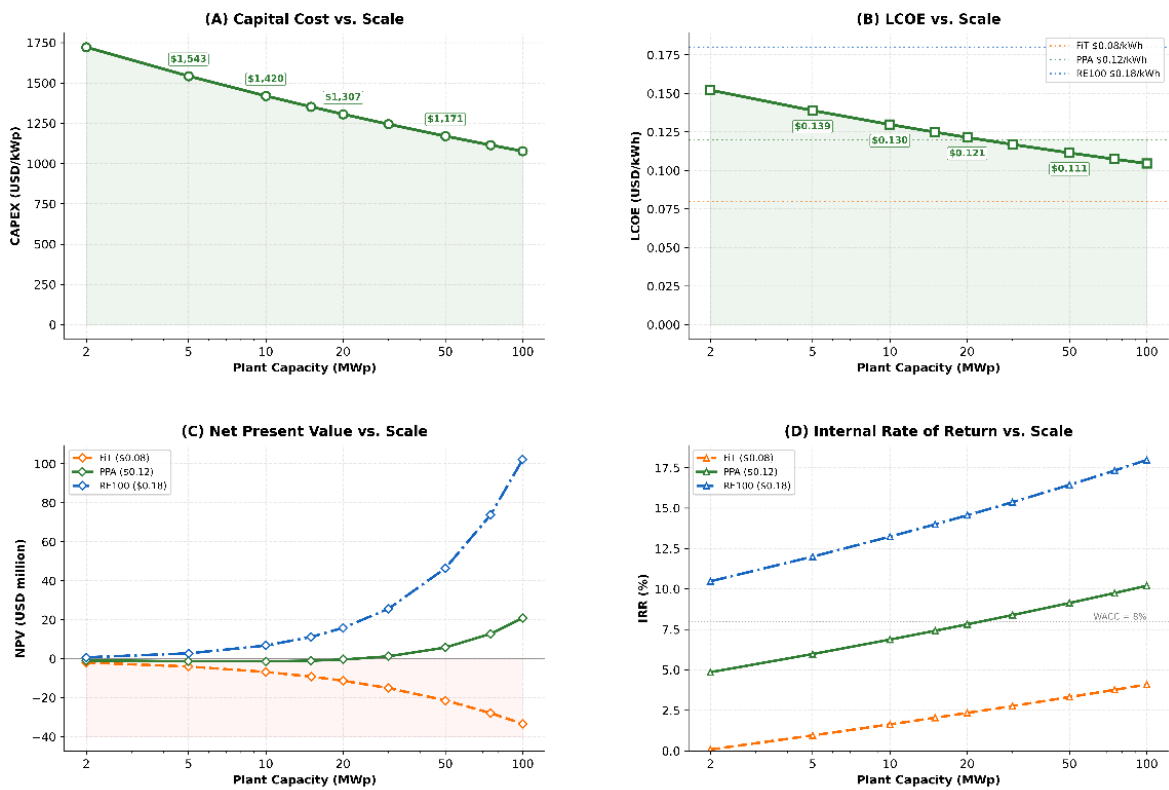 (A) Capital Cost vs. Scale
CAPEX (USD/kWp)
1750
1500
1250
1000
750
500
250
0
$1,543
$1,420
$1,307
$1,171
2
5
10
20
50
100
Plant Capacity (MWp)
(B) LCOE vs. Scale
LCOE (USD/kWh)
0.175
0.150
0.125
0.100
0.075
0.050
0.025
0.000
FiT $0.08/kWh
PPA $0.12/kWh
RE100 $0.18/kWh
$0.139
$0.130
$0.121
$0.111
2
5
10
20
50
100
Plant Capacity (MWp)
(C) Net Present Value vs. Scale
NPV (USD million)
100
80
60
40
20
0
−20
−40
FiT ($0.08)
PPA ($0.12)
RE100 ($0.18)
2
5
10
20
50
100
Plant Capacity (MWp)
(D) Internal Rate of Return vs. Scale
IRR (%)
17.5
15.0
12.5
10.0
7.5
5.0
2.5
0.0
FiT ($0.08)
PPA ($0.12)
RE100 ($0.18)
WACC = 8%
2
5
10
20
50
100
Plant Capacity (MWp)